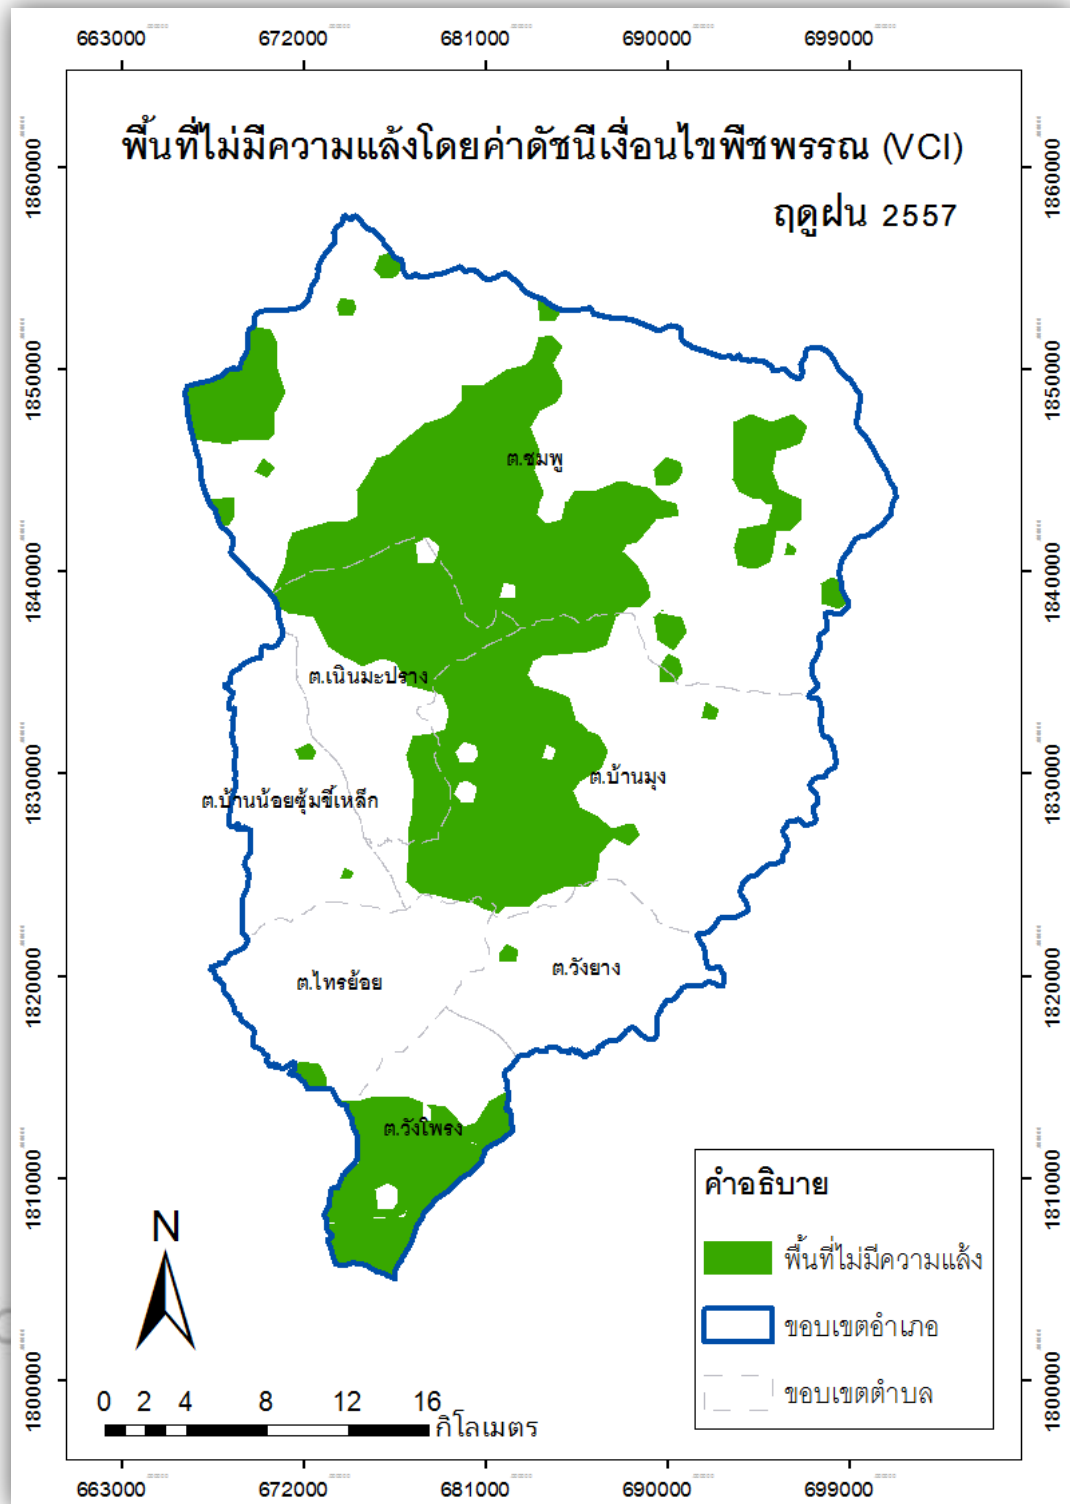 663000 672000 681000 690000 699000
พื้นที่ไม่มีความแล้งโดยค่าดัชนีเงื่อนไขพืชพรรณ (VCI)
ฤดูฝน 2557
1860000 1860000
1850000 1850000
ต.ชมพู
1840000 1840000
ต.เนินมะปราง
1830000 1830000
ต.บ้านมุง
ต.บ้านน้อยซุ้มขี้เหล็ก
1820000 1820000
ต.วังยาง
ต.ไทรย้อย
ต.วังโพรง
1810000 1810000
คำอธิบาย
พื้นที่ไม่มีความแล้ง
ขอบเขตอำเภอ
ขอบเขตตำบล
N
1800000 1800000
0 2 4 8 12 16
กิโลเมตร
663000 672000 681000 690000 699000